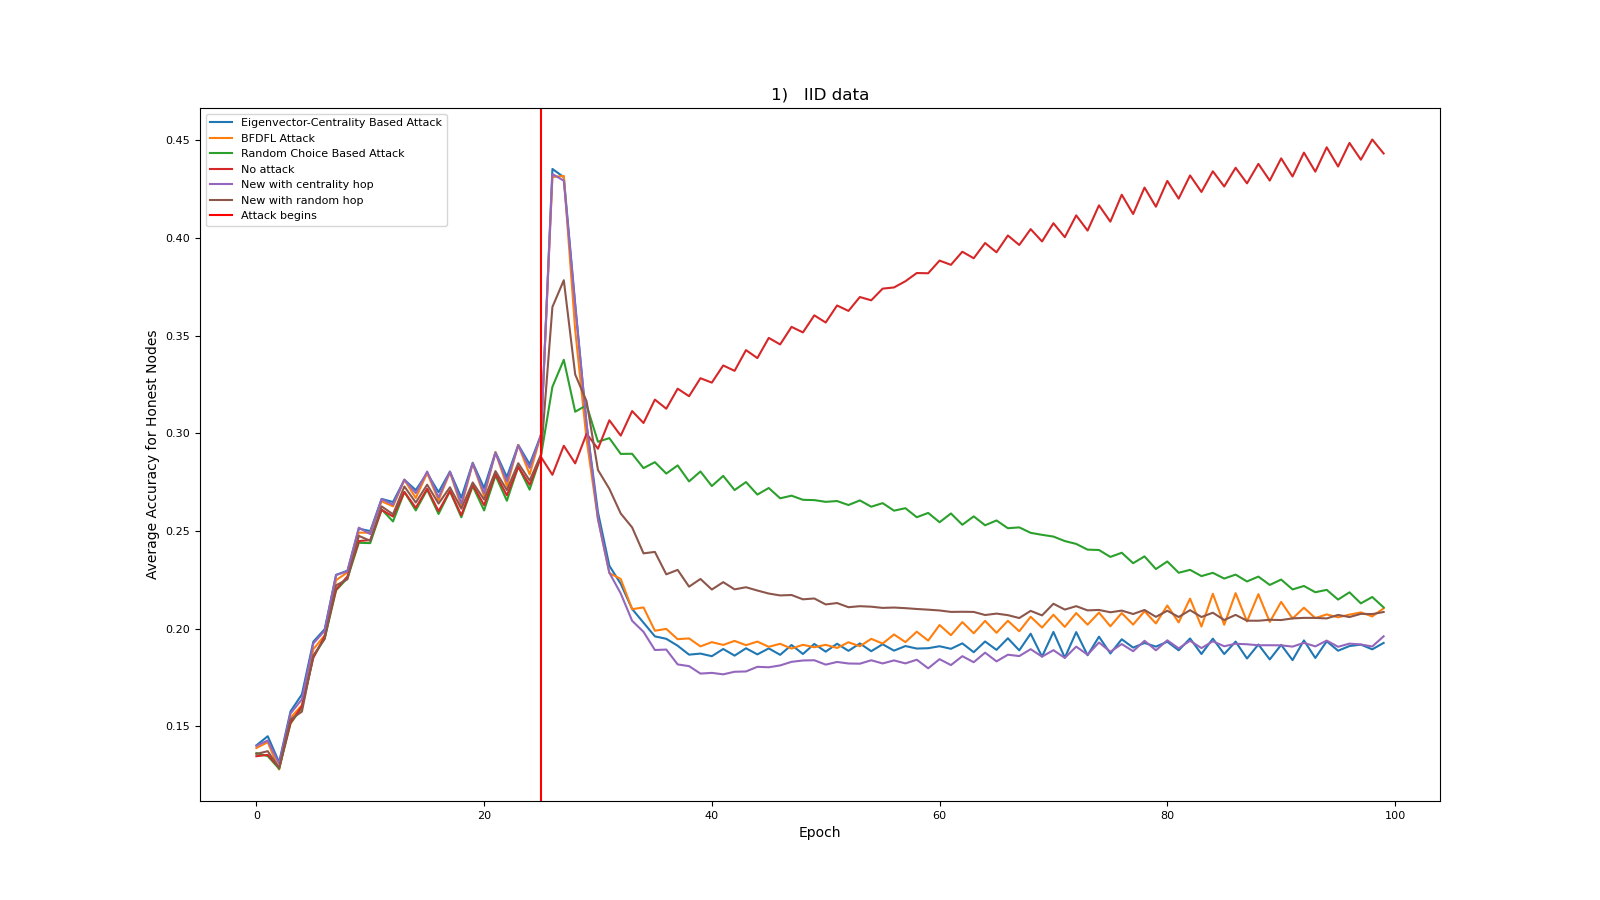 1)   IID data
Eigenvector-Centrality Based Attack
BFDFL Attack
Random Choice Based Attack
No attack
New with centrality hop
New with random hop
Attack begins
Average Accuracy for Honest Nodes
0.45
0.40
0.35
0.30
0.25
0.20
0.15
0 20 40 60 80 100
Epoch